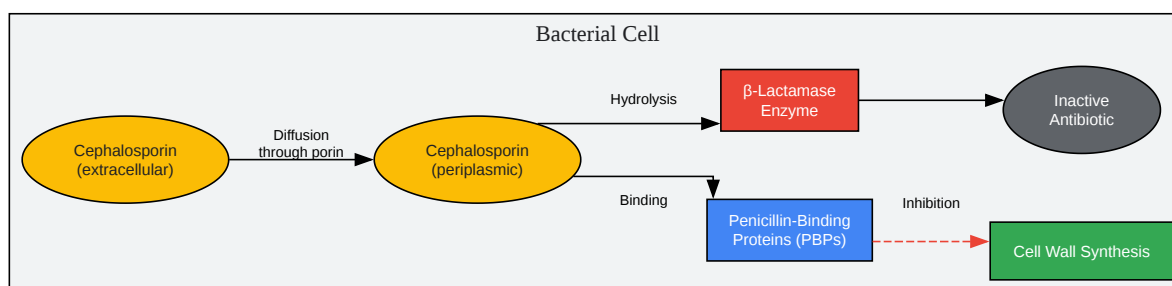 Bacterial Cell
Cephalosporin
(extracellular)
Diffusion
through porin
Cephalosporin
(periplasmic)
Hydrolysis
β-Lactamase
Enzyme
Inactive
Antibiotic
Binding
Penicillin-Binding
Proteins (PBPs)
Inhibition
Cell Wall Synthesis